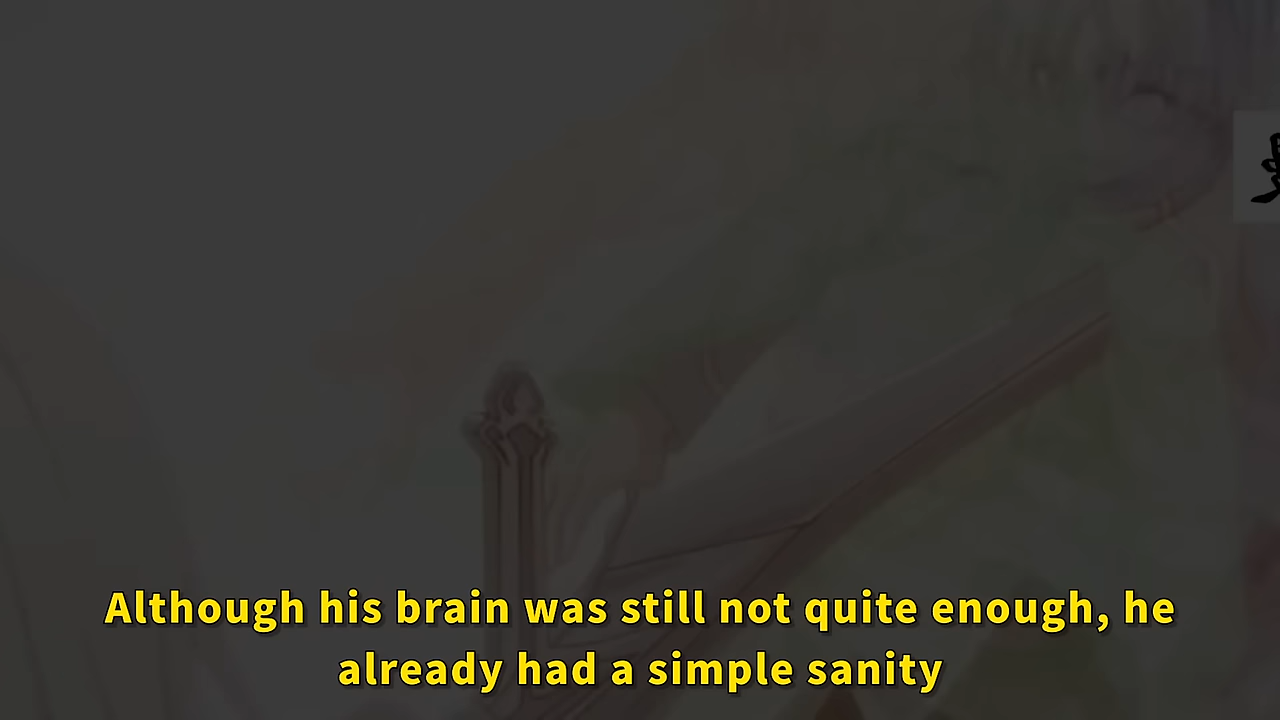 Although his brain was still not quite enough, he
already had a simple sanity